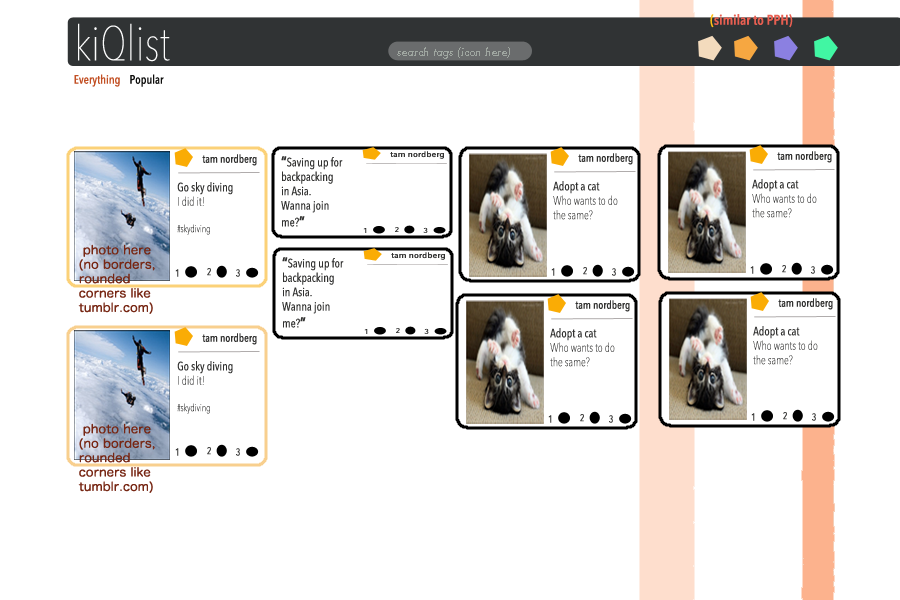 (similar to PPH)
kiQlist
search tags (icon here)
Everything Popular
tam nordberg
Go sky diving
I did it!
#skydiving
photo here
(no borders,
rounded
corners like
tumblr.com)
1 2 3
tam nordberg
"Saving up for
backpacking
in Asia.
Wanna join
me?"
1 2 3
tam nordberg
Adopt a cat
Who wants to do
the same?
1 2 3
tam nordberg
Adopt a cat
Who wants to do
the same?
1 2 3
tam nordberg
"Saving up for
backpacking
in Asia.
Wanna join
me?"
1 2 3
tam nordberg
Adopt a cat
Who wants to do
the same?
1 2 3
tam nordberg
Adopt a cat
Who wants to do
the same?
1 2 3
tam nordberg
Go sky diving
I did it!
#skydiving
photo here
(no borders,
rounded
corners like
tumblr.com)
1 2 3